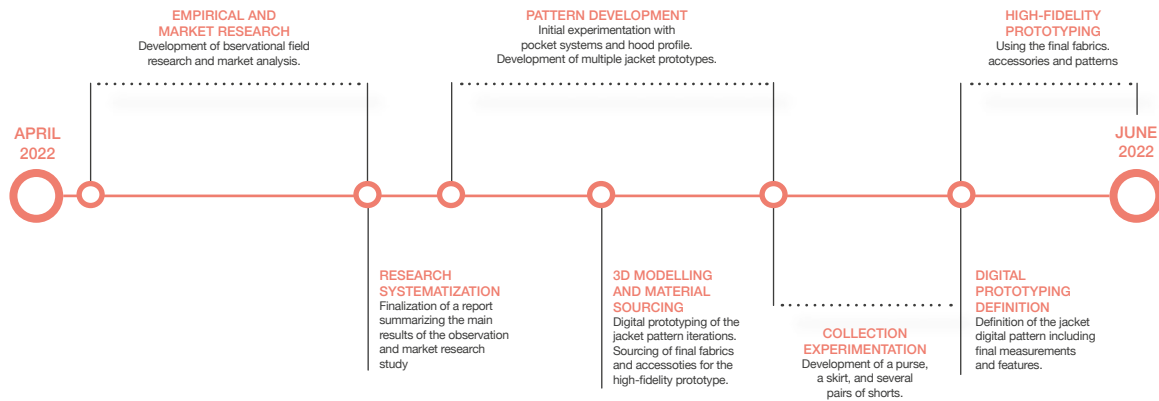 EMPIRICAL AND
MARKET RESEARCH
Development of bservational field
research and market analysis.
PATTERN DEVELOPMENT
Initial experimentation with
pocket systems and hood profile.
Development of multiple jacket prototypes.
HIGH-FIDELITY
PROTOTYPING
Using the final fabrics.
accessories and patterns
APRIL
2022
JUNE
2022
RESEARCH
SYSTEMATIZATION
Finalization of a report
summarizing the main
results of the observation
and market research
study
3D MODELLING
AND MATERIAL
SOURCING
Digital prototyping of the
jacket pattern iterations.
Sourcing of final fabrics
and accessoties for the
high-fidelity prototype.
COLLECTION
EXPERIMENTATION
Development of a purse,
a skirt, and several
pairs of shorts.
DIGITAL
PROTOTYPING
DEFINITION
Definition of the jacket
digital pattern including
final measurements
and features.